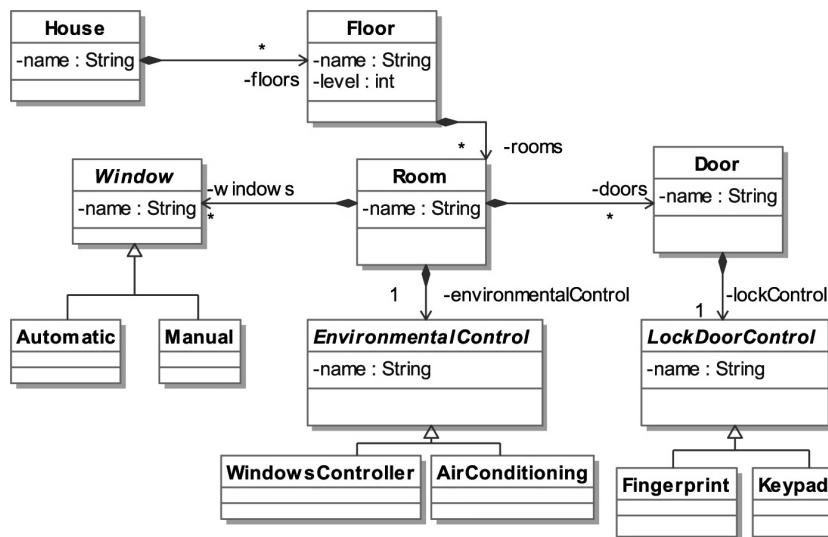 House
-name : String
*
-floors
Floor
-name : String
-level : int
*
-rooms
Window
-name : String
-windows
*
Room
-name : String
-doors
*
Door
-name : String
1
-environmentalControl
1
-lockControl
Automatic
Manual
EnvironmentalControl
-name : String
LockDoorControl
-name : String
WindowsController
AirConditioning
Fingerprint
Keypad